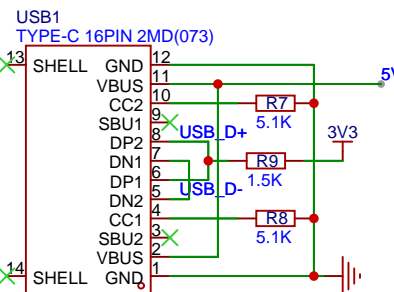 USB1
TYPE-C 16PIN 2MD(073)
13 SHELL GND 12
VBUS 11 5V
CC2 10 R7
SBU1 9 5.1K
DP2 8 USB_D+ 3V3
DN1 7 R9
DP1 6 USB_D- 1.5K
DN2 5
CC1 4 R8
SBU2 3 5.1K
VBUS 2
14 SHELL GND 1